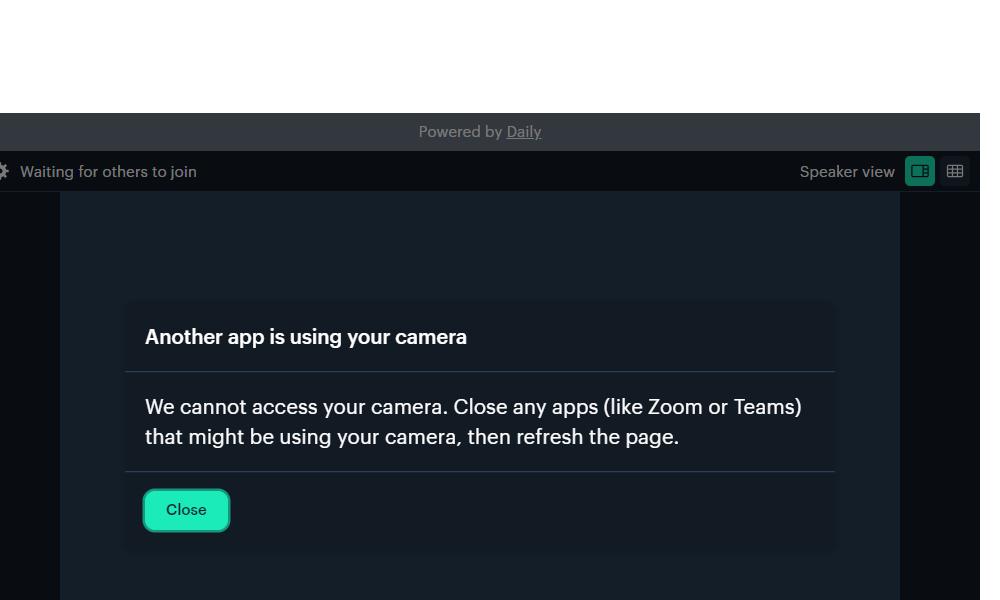 Powered by Daily
Waiting for others to join
Speaker view
Another app is using your camera
We cannot access your camera. Close any apps (like Zoom or Teams)
that might be using your camera, then refresh the page.
Close